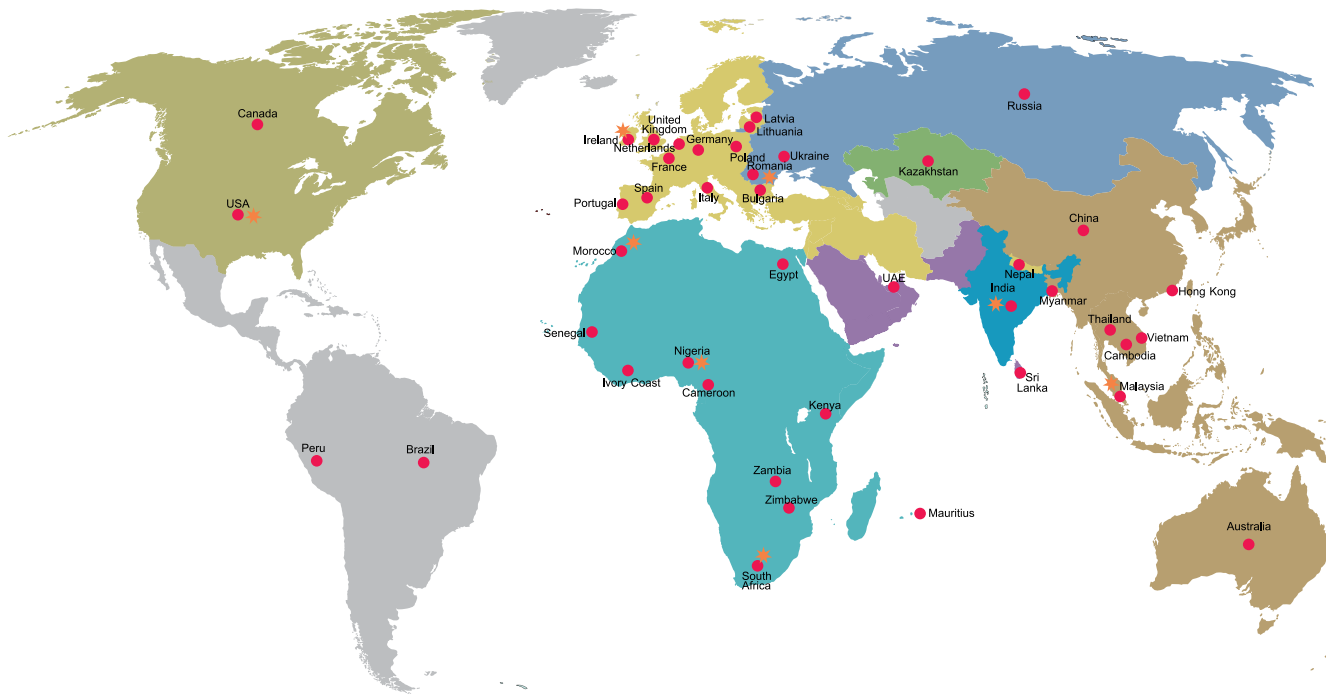 Canada
USA
Peru
Brazil
Ireland
United
Kingdom
Netherlands
Germany
France
Spain
Portugal
Italy
Poland
Latvia
Lithuania
Ukraine
Romania
Bulgaria
Russia
Kazakhstan
China
Morocco
Egypt
UAE
Nepal
India
Myanmar
Hong Kong
Thailand
Vietnam
Cambodia
Sri
Lanka
Malaysia
Senegal
Ivory Coast
Nigeria
Cameroon
Kenya
Zambia
Zimbabwe
Mauritius
South
Africa
Australia